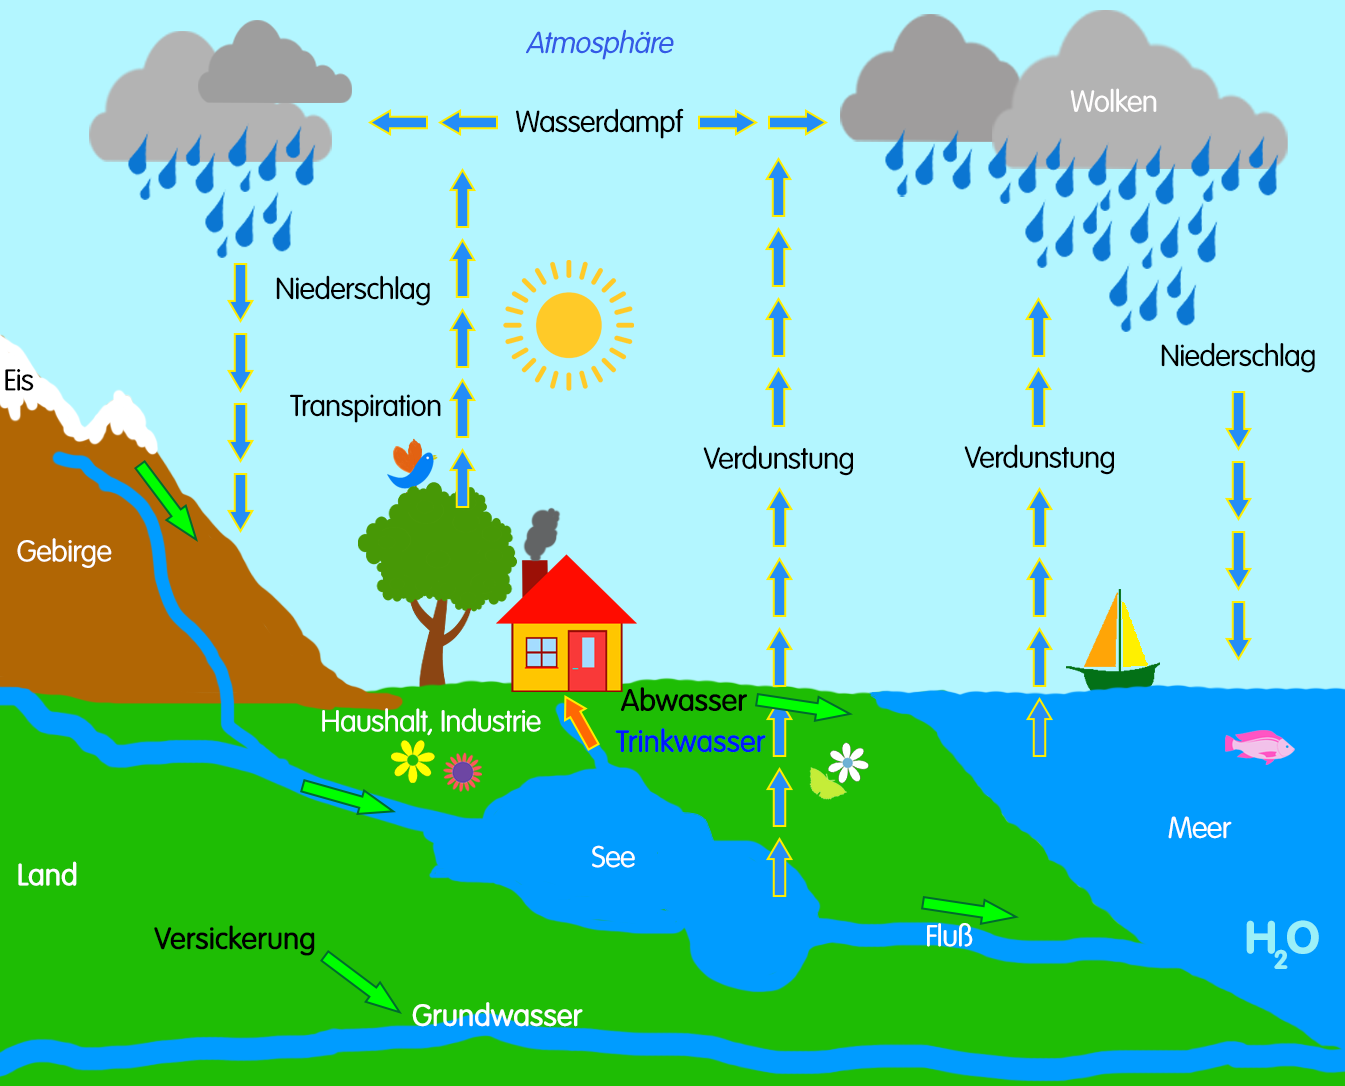 Atmosphäre
Wolken
Wasserdampf
Niederschlag
Niederschlag
Eis
Transpiration
Verdunstung
Verdunstung
Gebirge
Abwasser
Haushalt, Industrie
Trinkwasser
Meer
See
Land
Versickerung
Fluß
H2O
Grundwasser